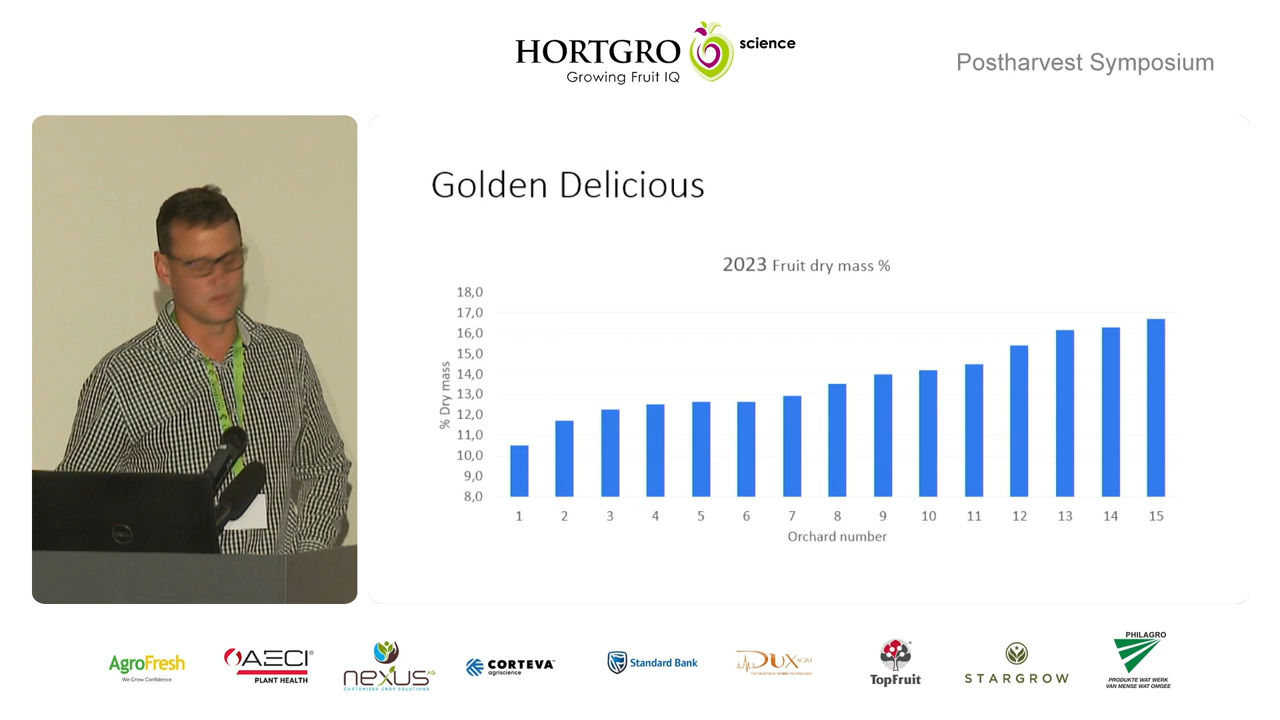 HORTGRO science
Growing Fruit IQ
Postharvest Symposium
Golden Delicious
2023 Fruit dry mass %
18,0
17,0
16,0
15,0
14,0
13,0
12,0
11,0
10,0
9,0
8,0
% Dry mass
1 2 3 4 5 6 7 8 9 10 11 12 13 14 15
Orchard number
DELL
AgroFresh
We Grow Confidence
AECI
PLANT HEALTH
nexus AG
CUSTOMISED CROP SOLUTIONS
CORTEVA
agriscience
Standard Bank
DUX AGRI
TopFruit
STARGROW
PHILAGRO
PRODUKTE WAT WERK
VAN MENSE WAT OMGEE